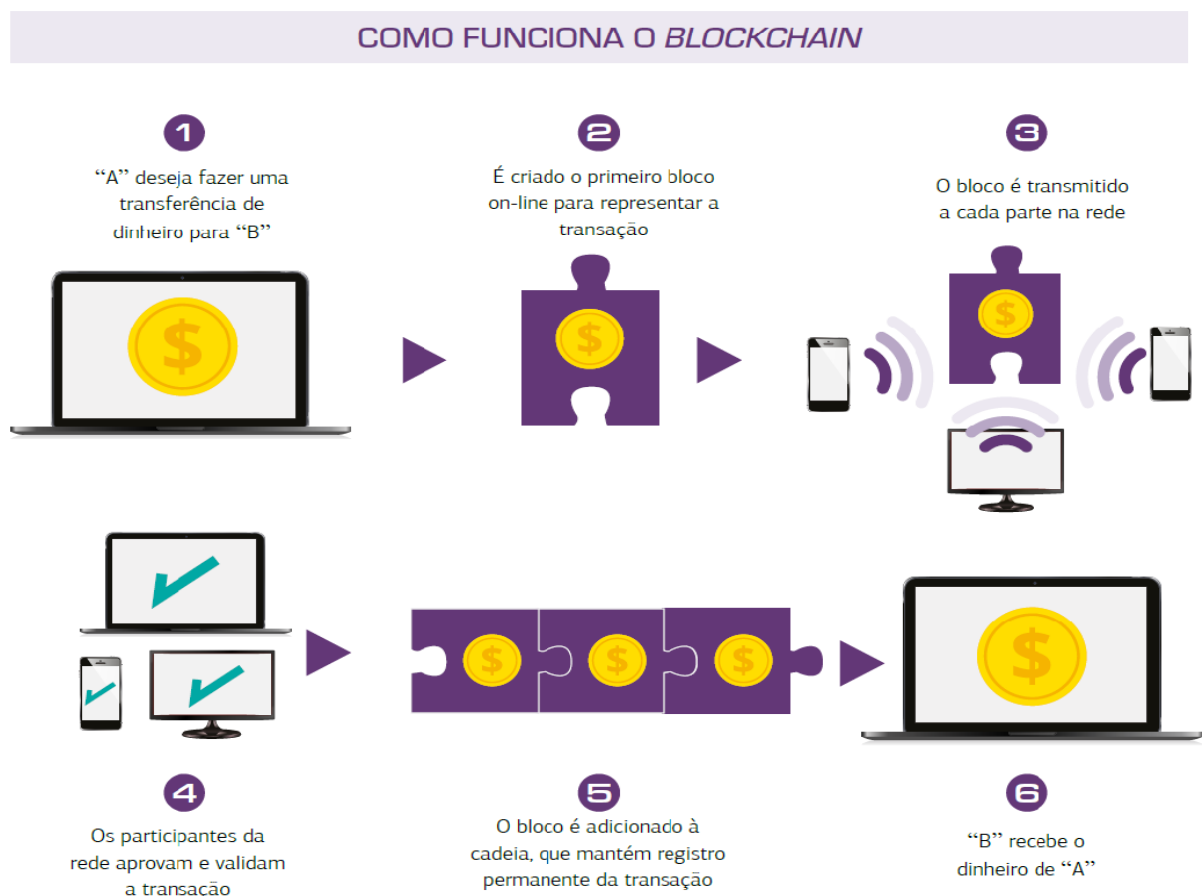 COMO FUNCIONA O BLOCKCHAIN
1
“A” deseja fazer uma
transferência de
dinheiro para “B”
2
É criado o primeiro bloco
on-line para representar a
transação
3
O bloco é transmitido
a cada parte na rede
$
$
$
$
$
$
$
4
Os participantes da
rede aprovam e validam
a transação
5
O bloco é adicionado à
cadeia, que mantém registro
permanente da transação
6
“B” recebe o
dinheiro de “A”